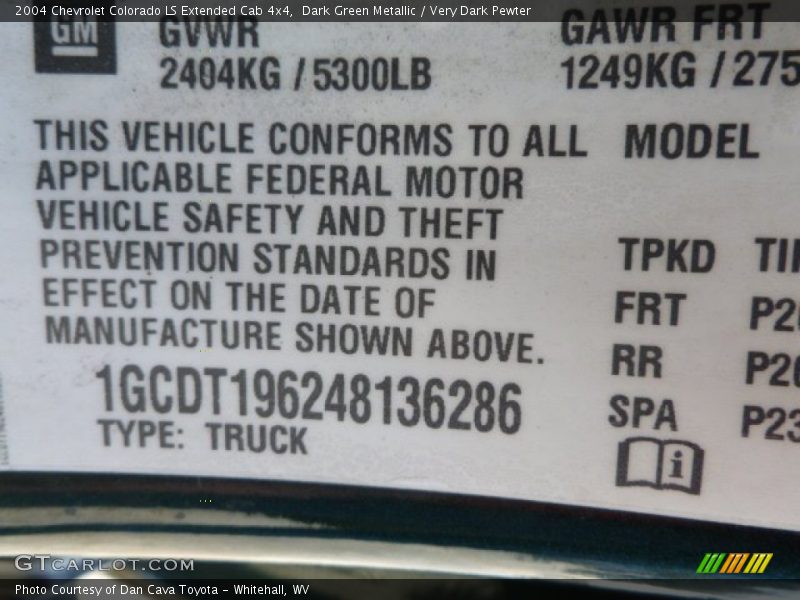 2004 Chevrolet Colorado LS Extended Cab 4x4,  Dark Green Metallic / Very Dark Pewter
GM
GVWR
GAWR FRT
2404KG / 5300LB
1249KG / 275
THIS VEHICLE CONFORMS TO ALL
MODEL
APPLICABLE FEDERAL MOTOR
VEHICLE SAFETY AND THEFT
PREVENTION STANDARDS IN
TPKD
EFFECT ON THE DATE OF
FRT
MANUFACTURE SHOWN ABOVE.
RR
1GCDT196248136286
SPA
P23
TYPE: TRUCK
GTCARLOT.COM
Photo Courtesy of Dan Cava Toyota - Whitehall, WV